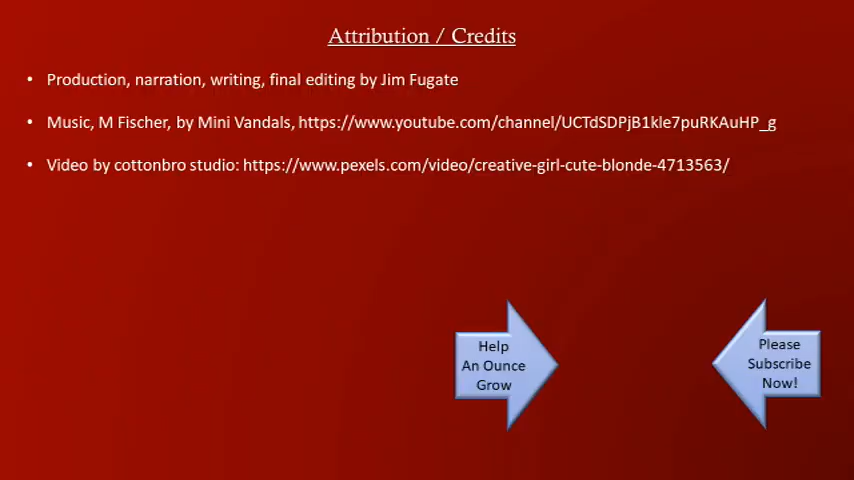 Attribution / Credits
• Production, narration, writing, final editing by Jim Fugate
• Music, M Fischer, by Mini Vandals, https://www.youtube.com/channel/UCTdSDPjB1kle7puRKAuHP_g
• Video by cottonbro studio: https://www.pexels.com/video/creative-girl-cute-blonde-4713563/
Help
An Ounce
Grow
Please
Subscribe
Now!